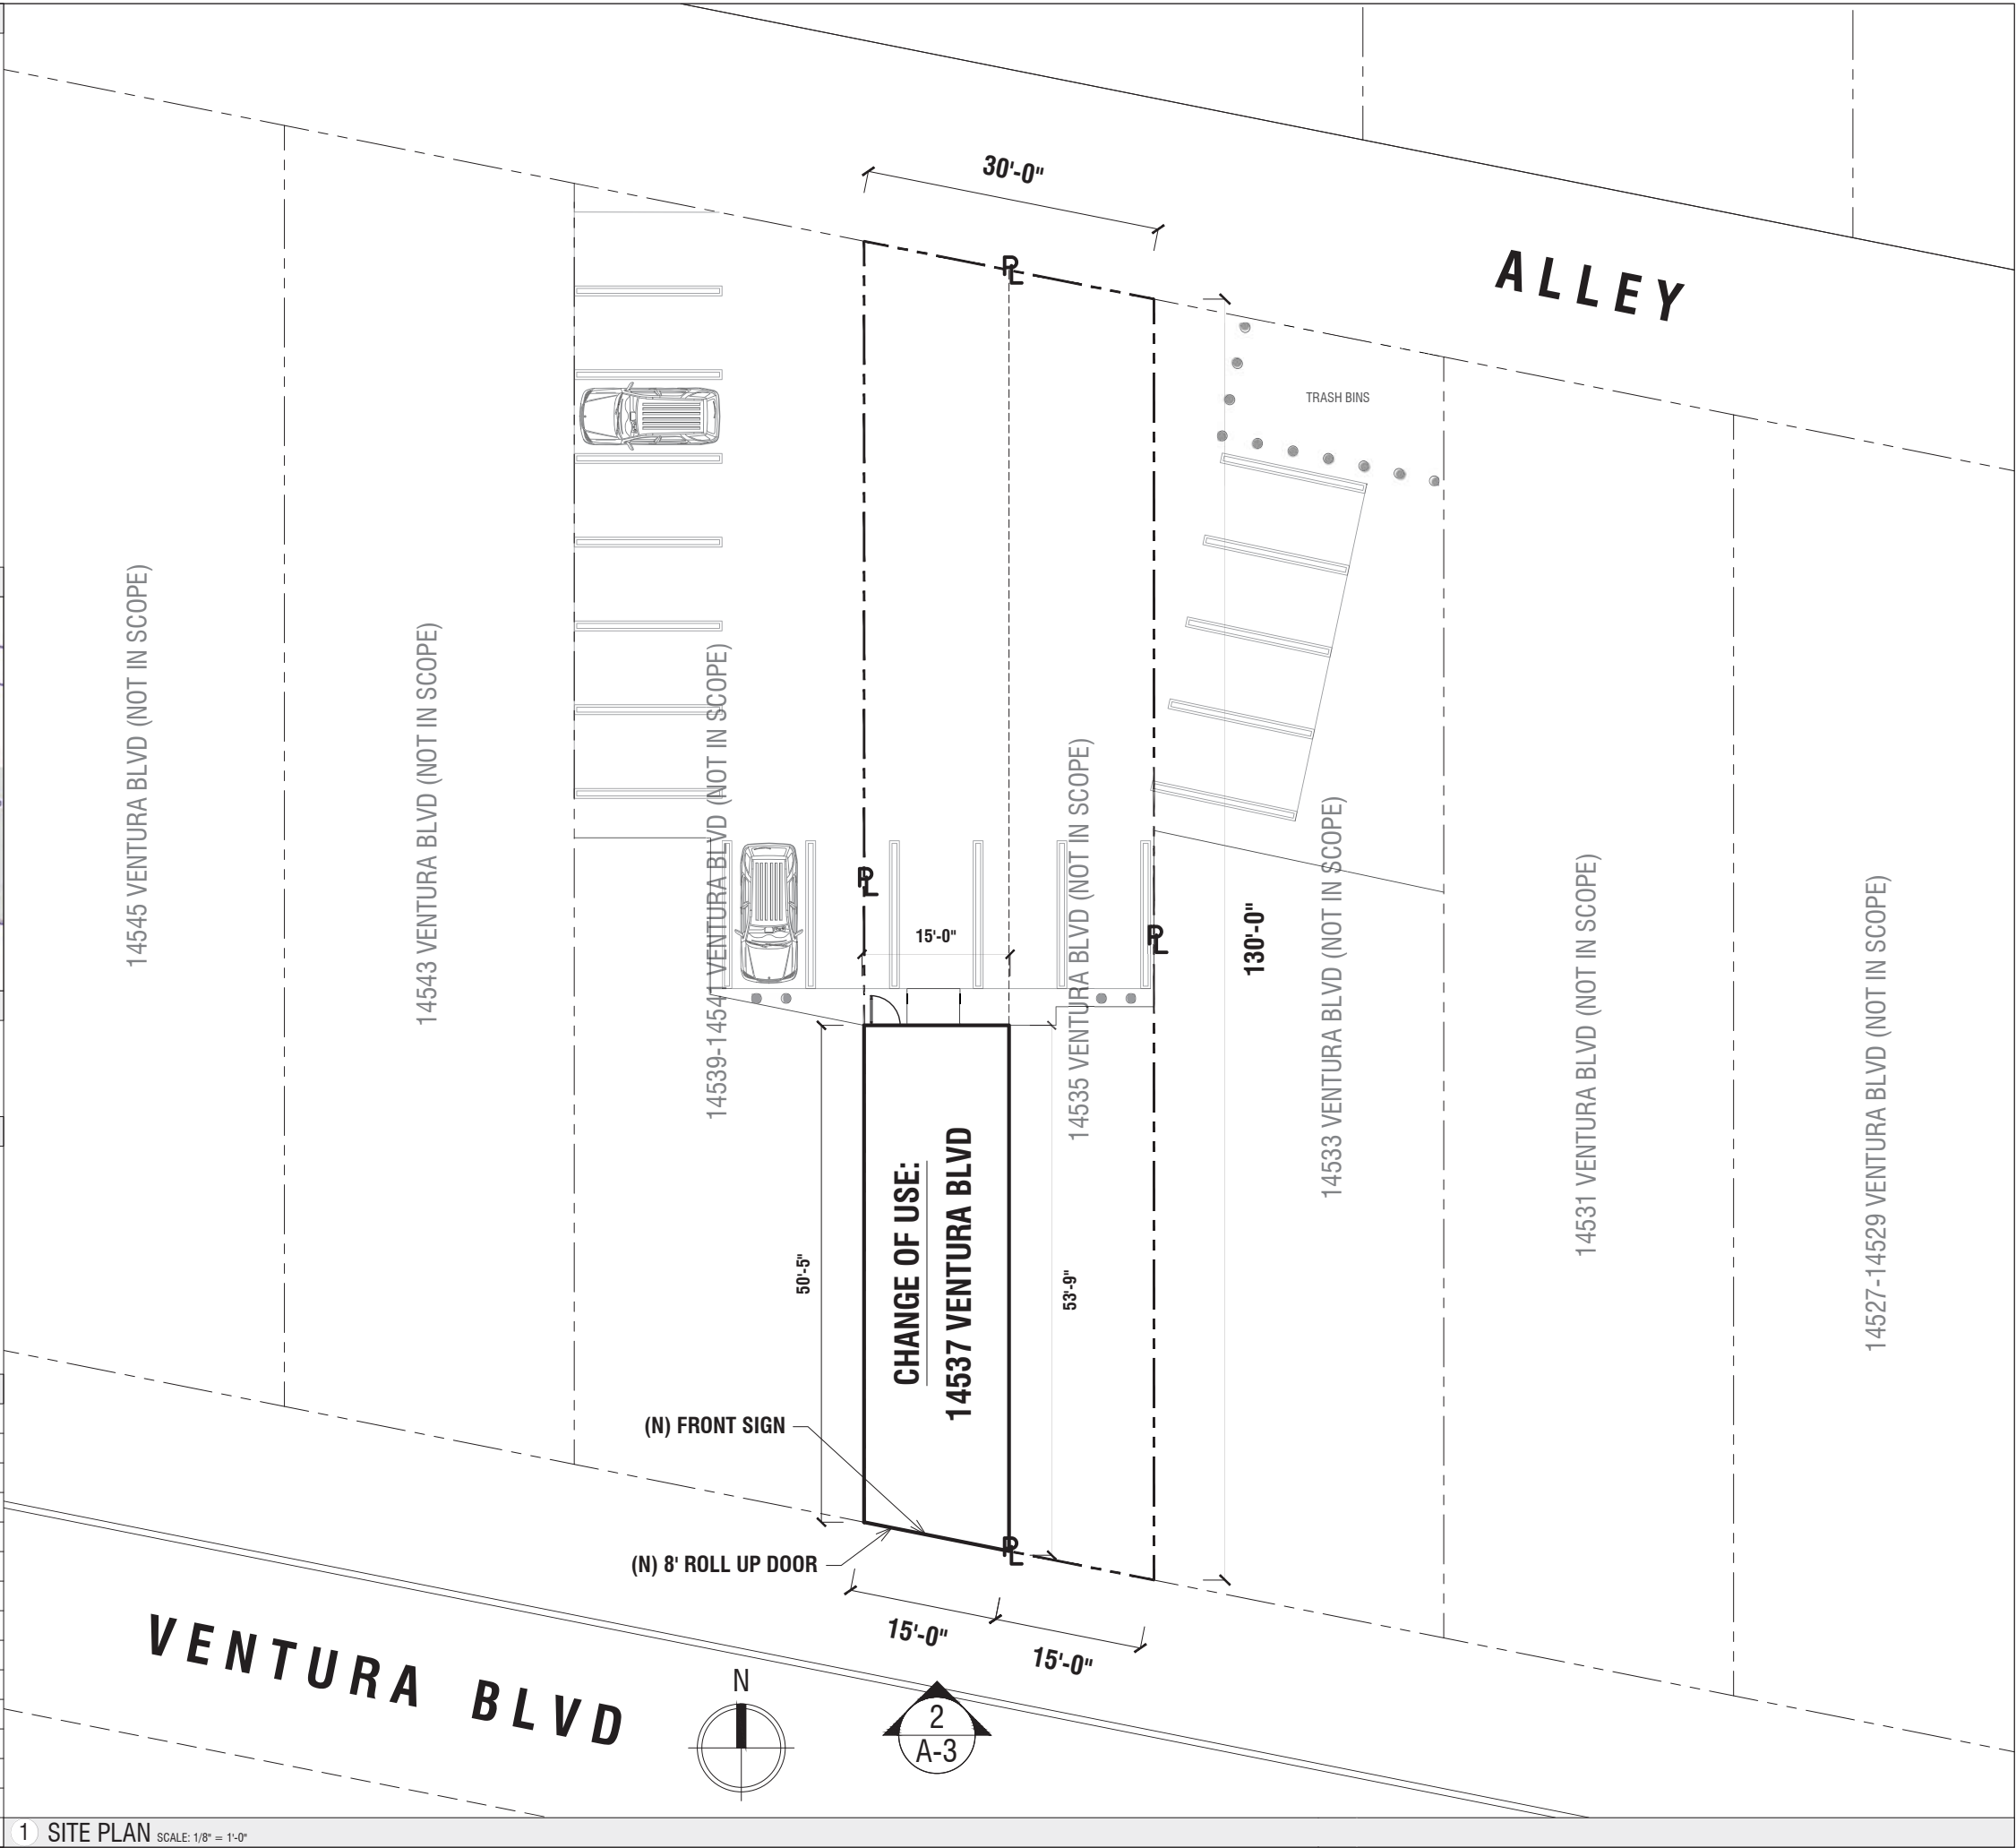 30'-0"
PL
ALLEY
TRASH BINS
14545 VENTURA BLVD (NOT IN SCOPE)
14543 VENTURA BLVD (NOT IN SCOPE)
14539-14541 VENTURA BLVD (NOT IN SCOPE)
14535 VENTURA BLVD (NOT IN SCOPE)
14533 VENTURA BLVD (NOT IN SCOPE)
14531 VENTURA BLVD (NOT IN SCOPE)
14527-14529 VENTURA BLVD (NOT IN SCOPE)
PL
15'-0"
PL
130'-0"
CHANGE OF USE:
14537 VENTURA BLVD
50'-5"
53'-9"
(N) FRONT SIGN
(N) 8' ROLL UP DOOR
PL
15'-0"
15'-0"
VENTURA BLVD
N
2
A-3
1 SITE PLAN SCALE: 1/8" = 1'-0"